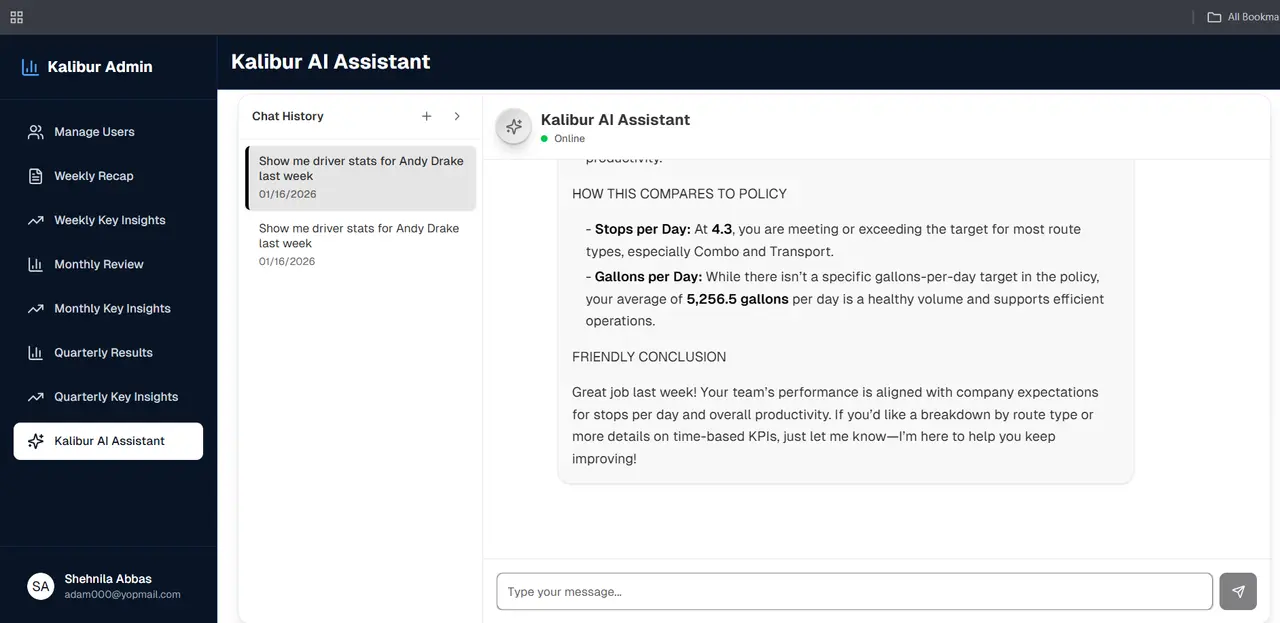 All Bookma
Kalibur Admin
Kalibur AI Assistant
Manage Users
Weekly Recap
Weekly Key Insights
Monthly Review
Monthly Key Insights
Quarterly Results
Quarterly Key Insights
Kalibur AI Assistant
SA
Shehnila Abbas
adam000@yopmail.com
Chat History
Show me driver stats for Andy Drake
last week
01/16/2026
Show me driver stats for Andy Drake
last week
01/16/2026
Kalibur AI Assistant
Online
productivity.
HOW THIS COMPARES TO POLICY
- Stops per Day: At 4.3, you are meeting or exceeding the target for most route
types, especially Combo and Transport.
- Gallons per Day: While there isn’t a specific gallons-per-day target in the policy,
your average of 5,256.5 gallons per day is a healthy volume and supports efficient
operations.
FRIENDLY CONCLUSION
Great job last week! Your team’s performance is aligned with company expectations
for stops per day and overall productivity. If you’d like a breakdown by route type or
more details on time-based KPIs, just let me know—I’m here to help you keep
improving!
Type your message...